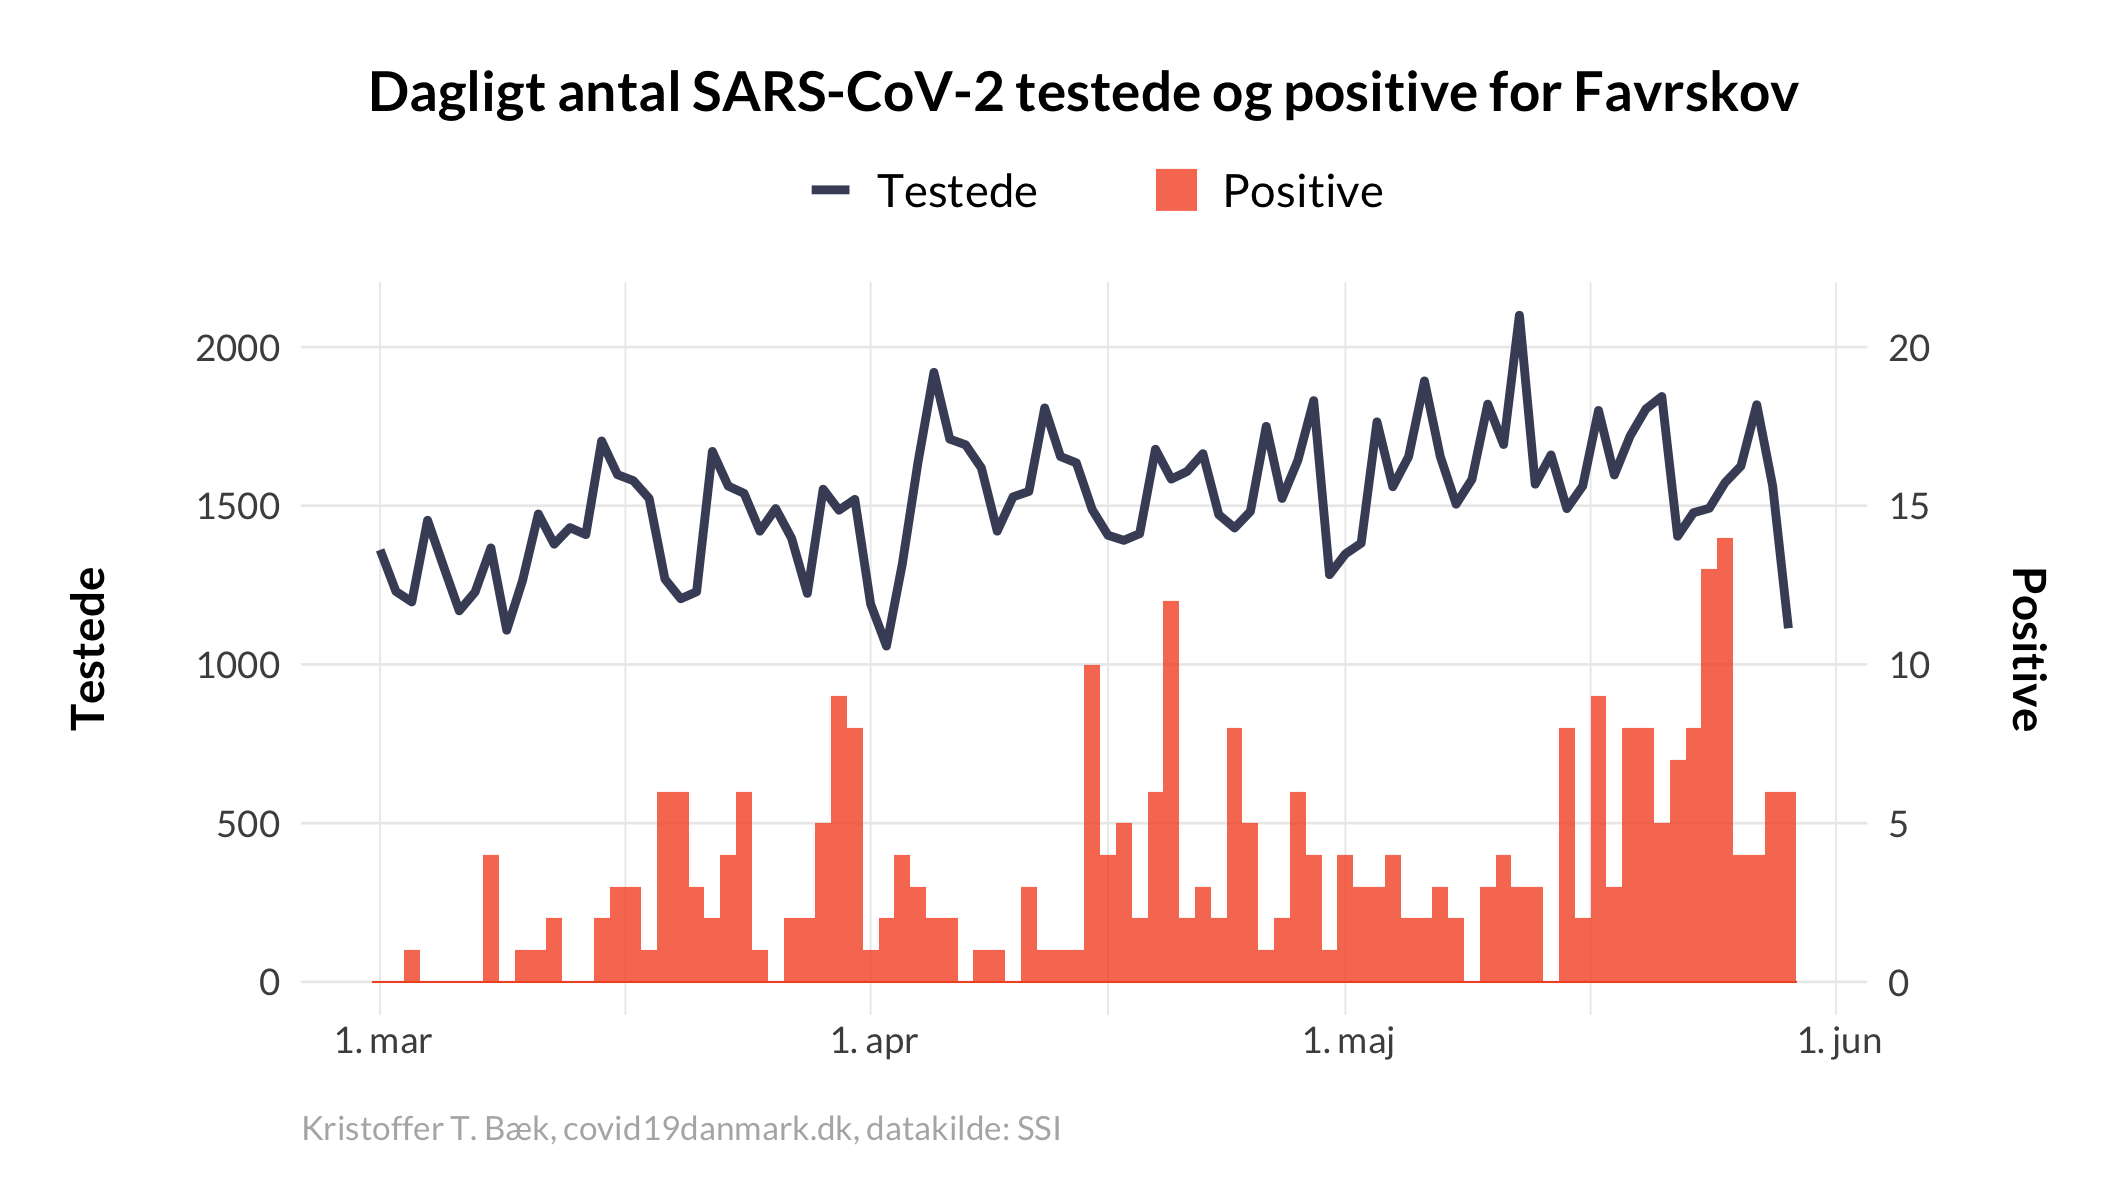 Dagligt antal SARS-CoV-2 testede og positive for Favrskov
Testede
Positive
2000
1500
1000
500
0
Testede
20
15
10
5
0
Positive
1. mar
1. apr
1. maj
1. jun
Kristoffer T. Bæk, covid19danmark.dk, datakilde: SSI